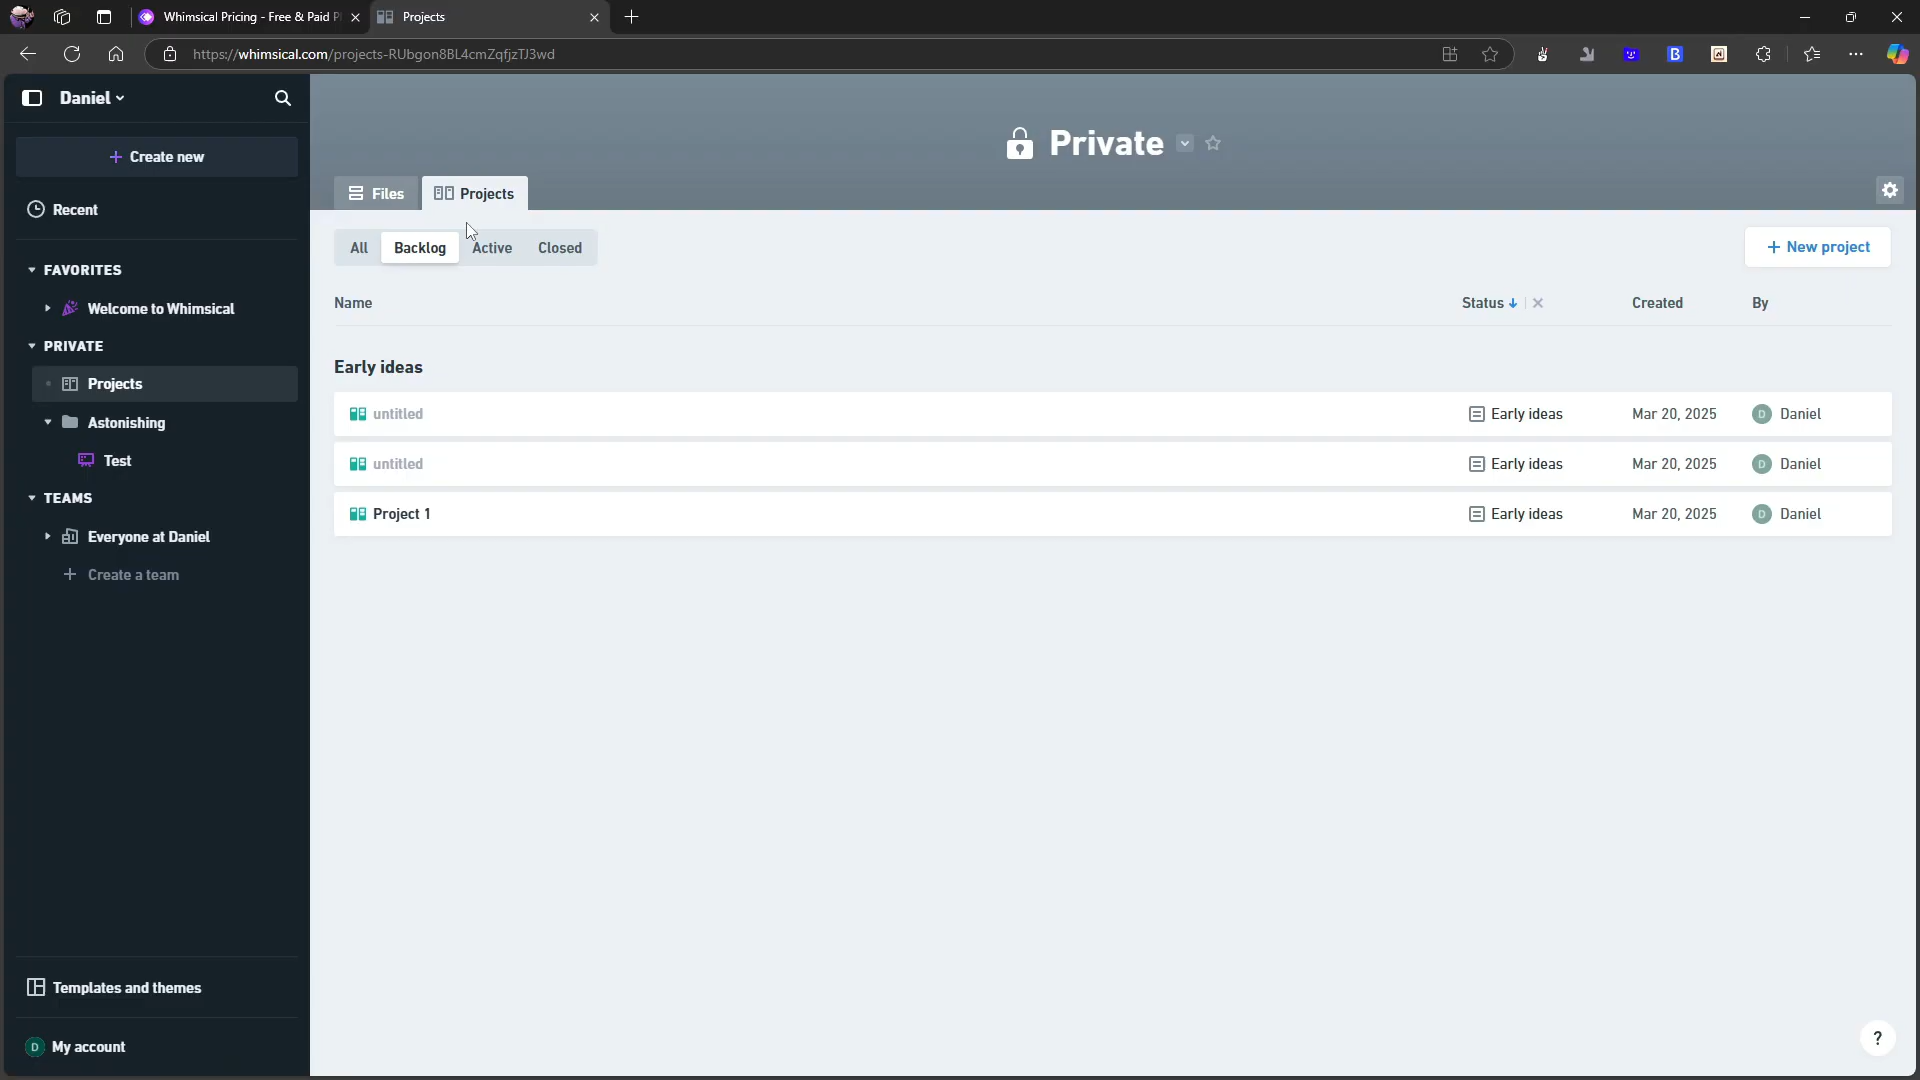 Whimsical Pricing - Free & Paid P
Projects
https://whimsical.com/projects-RUbgon8BL4cmZqfjzTJ3wd
Daniel
+ Create new
Recent
FAVORITES
Welcome to Whimsical
PRIVATE
Projects
Astonishing
Test
TEAMS
Everyone at Daniel
+ Create a team
Templates and themes
D My account
Private
Files Projects
All Backlog Active Closed
+ New project
Name Status Created By
Early ideas
untitled Early ideas Mar 20, 2025 D Daniel
untitled Early ideas Mar 20, 2025 D Daniel
Project 1 Early ideas Mar 20, 2025 D Daniel
?